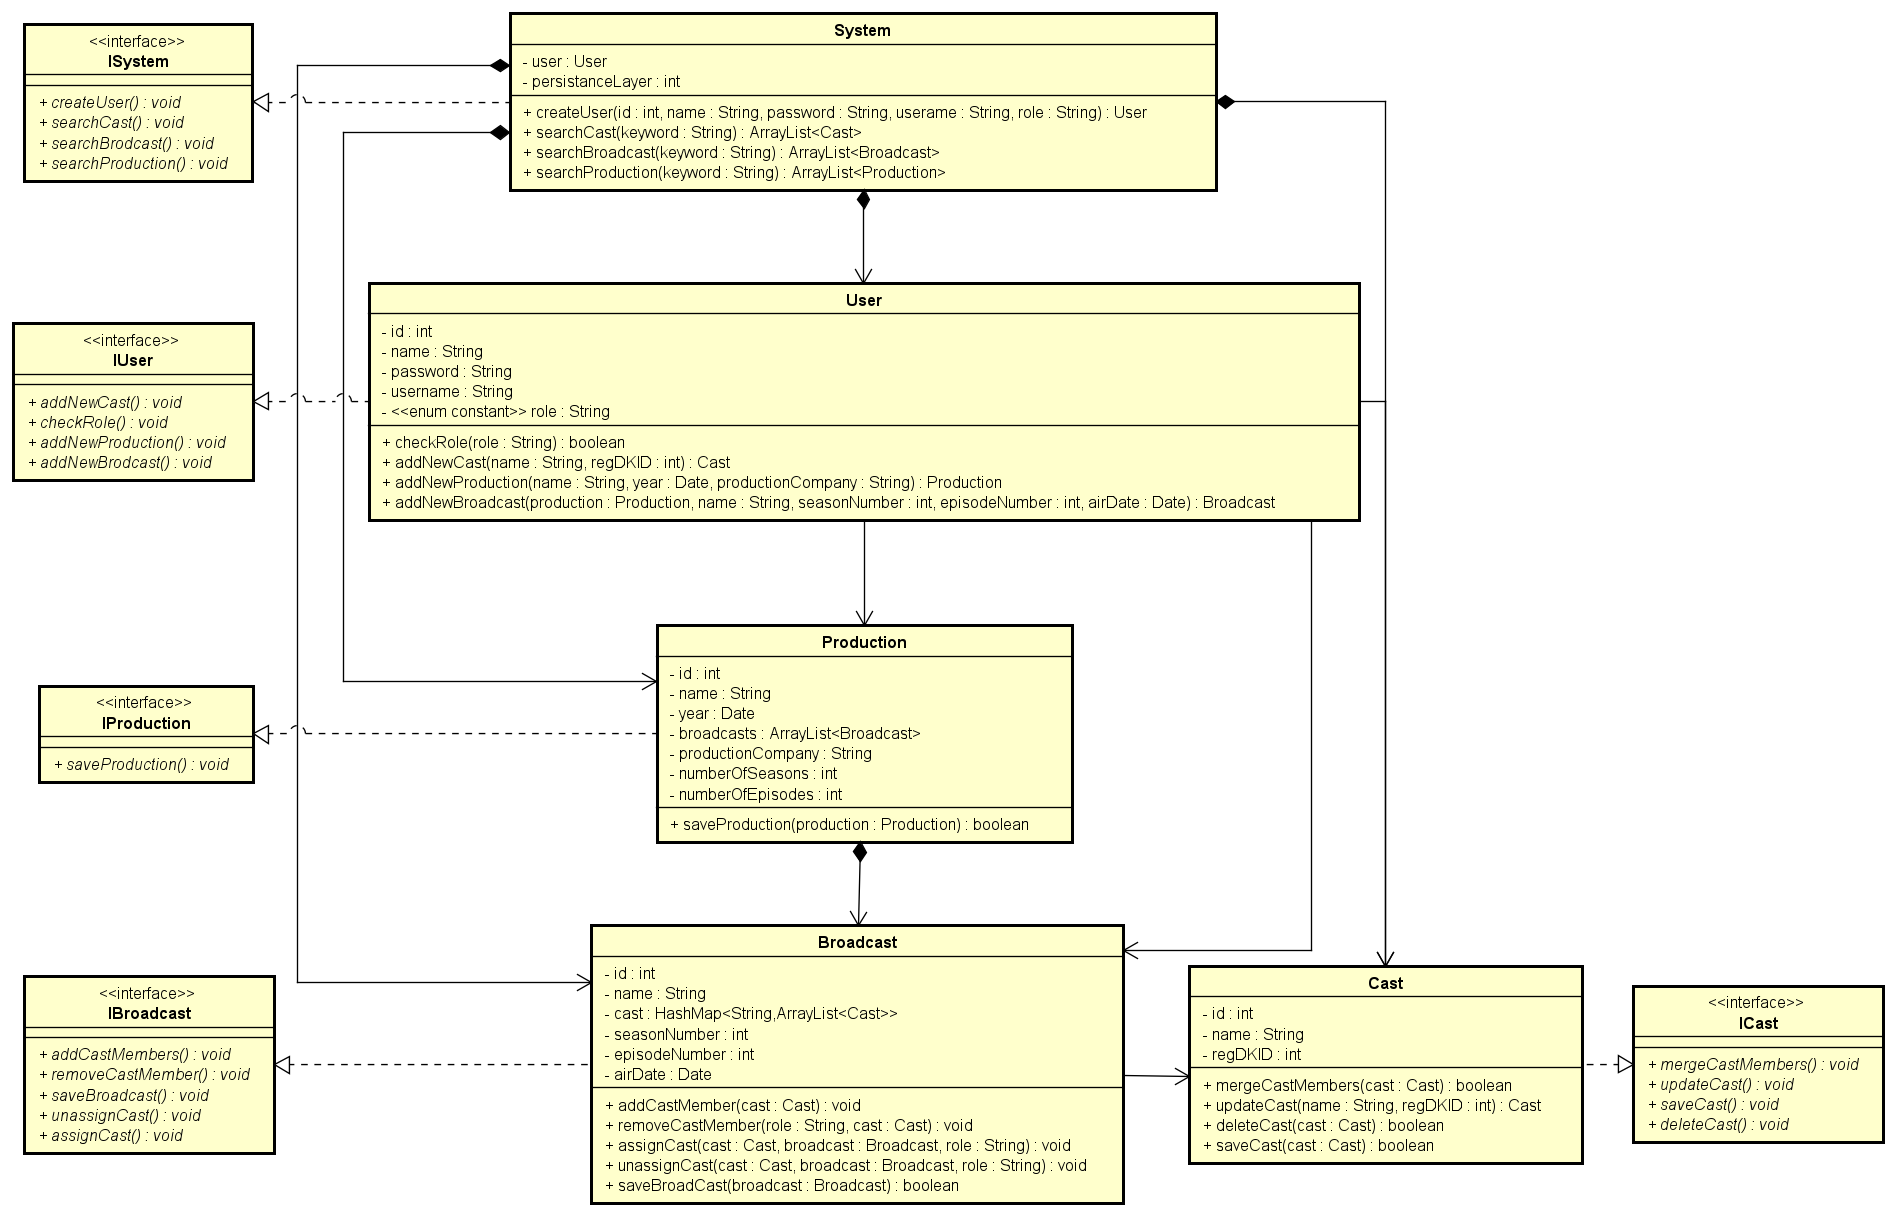 <<interface>>
ISystem
+ createUser() : void
+ searchCast() : void
+ searchBrodcast() : void
+ searchProduction() : void
System
- user : User
- persistanceLayer : int
+ createUser(id : int, name : String, password : String, userame : String, role : String) : User
+ searchCast(keyword : String) : ArrayList<Cast>
+ searchBroadcast(keyword : String) : ArrayList<Broadcast>
+ searchProduction(keyword : String) : ArrayList<Production>
<<interface>>
IUser
+ addNewCast() : void
+ checkRole() : void
+ addNewProduction() : void
+ addNewBrodcast() : void
User
- id : int
- name : String
- password : String
- username : String
- <<enum constant>> role : String
+ checkRole(role : String) : boolean
+ addNewCast(name : String, regDKID : int) : Cast
+ addNewProduction(name : String, year : Date, productionCompany : String) : Production
+ addNewBroadcast(production : Production, name : String, seasonNumber : int, episodeNumber : int, airDate : Date) : Broadcast
<<interface>>
IProduction
+ saveProduction() : void
Production
- id : int
- name : String
- year : Date
- broadcasts : ArrayList<Broadcast>
- productionCompany : String
- numberOfSeasons : int
- numberOfEpisodes : int
+ saveProduction(production : Production) : boolean
<<interface>>
IBroadcast
+ addCastMembers() : void
+ removeCastMember() : void
+ saveBroadcast() : void
+ unassignCast() : void
+ assignCast() : void
Broadcast
- id : int
- name : String
- cast : HashMap<String,ArrayList<Cast>>
- seasonNumber : int
- episodeNumber : int
- airDate : Date
+ addCastMember(cast : Cast) : void
+ removeCastMember(role : String, cast : Cast) : void
+ assignCast(cast : Cast, broadcast : Broadcast, role : String) : void
+ unassignCast(cast : Cast, broadcast : Broadcast, role : String) : void
+ saveBroadCast(broadcast : Broadcast) : boolean
Cast
- id : int
- name : String
- regDKID : int
+ mergeCastMembers(cast : Cast) : boolean
+ updateCast(name : String, regDKID : int) : Cast
+ deleteCast(cast : Cast) : boolean
+ saveCast(cast : Cast) : boolean
<<interface>>
ICast
+ mergeCastMembers() : void
+ updateCast() : void
+ saveCast() : void
+ deleteCast() : void